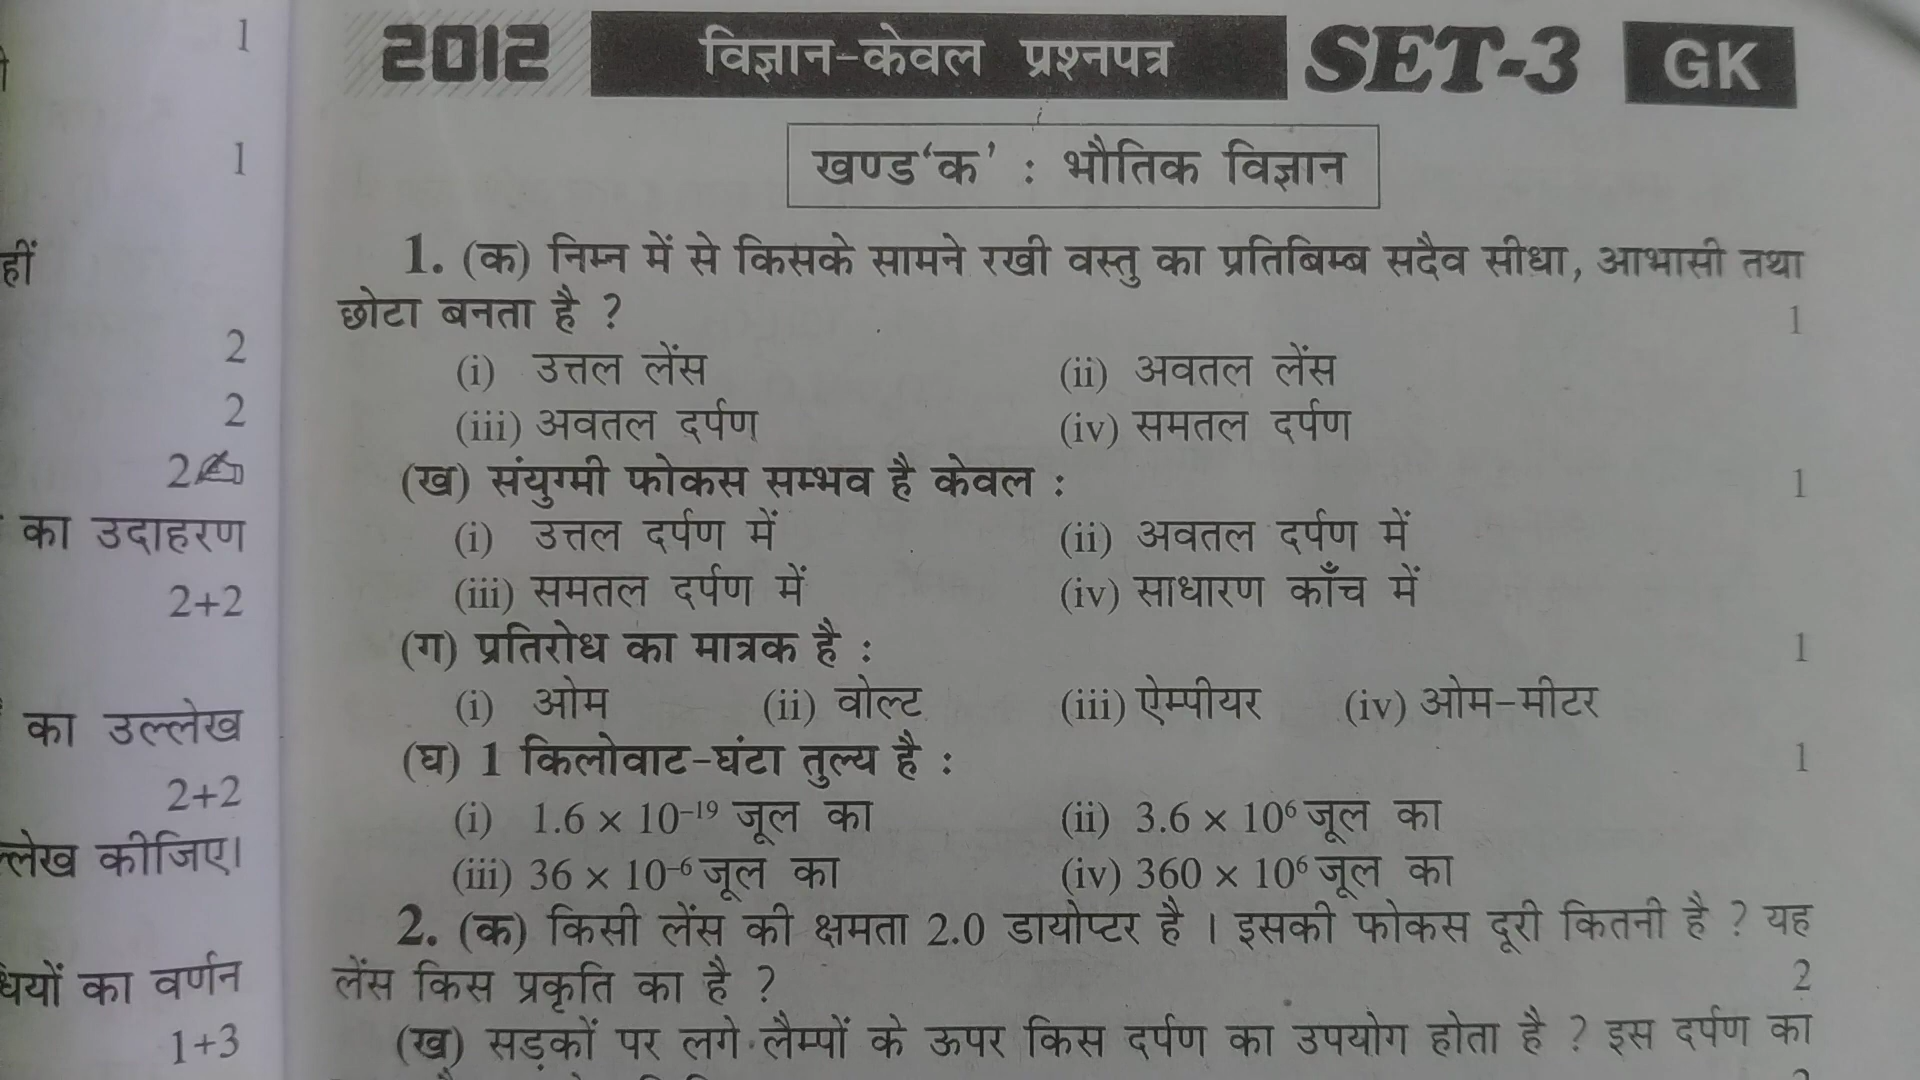 1
1
हीं
2
2
2✍
का उदाहरण
2+2
का उल्लेख
2+2
लेख कीजिए।
धियों का वर्णन
1+3
2012 विज्ञान-केवल प्रश्नपत्र SET-3 GK
खण्ड‘क’ : भौतिक विज्ञान
1. (क) निम्न में से किसके सामने रखी वस्तु का प्रतिबिम्ब सदैव सीधा, आभासी तथा
छोटा बनता है ? 1
(i) उत्तल लेंस (ii) अवतल लेंस
(iii) अवतल दर्पण (iv) समतल दर्पण
(ख) संयुग्मी फोकस सम्भव है केवल : 1
(i) उत्तल दर्पण में (ii) अवतल दर्पण में
(iii) समतल दर्पण में (iv) साधारण काँच में
(ग) प्रतिरोध का मात्रक है : 1
(i) ओम (ii) वोल्ट (iii) ऐम्पीयर (iv) ओम-मीटर
(घ) 1 किलोवाट-घंटा तुल्य है : 1
(i) 1.6 × 10⁻¹⁹ जूल का (ii) 3.6 × 10⁶ जूल का
(iii) 36 × 10⁻⁶ जूल का (iv) 360 × 10⁶ जूल का
2. (क) किसी लेंस की क्षमता 2.0 डायोप्टर है । इसकी फोकस दूरी कितनी है ? यह
लेंस किस प्रकृति का है ? 2
(ख) सड़कों पर लगे लैम्पों के ऊपर किस दर्पण का उपयोग होता है ? इस दर्पण का